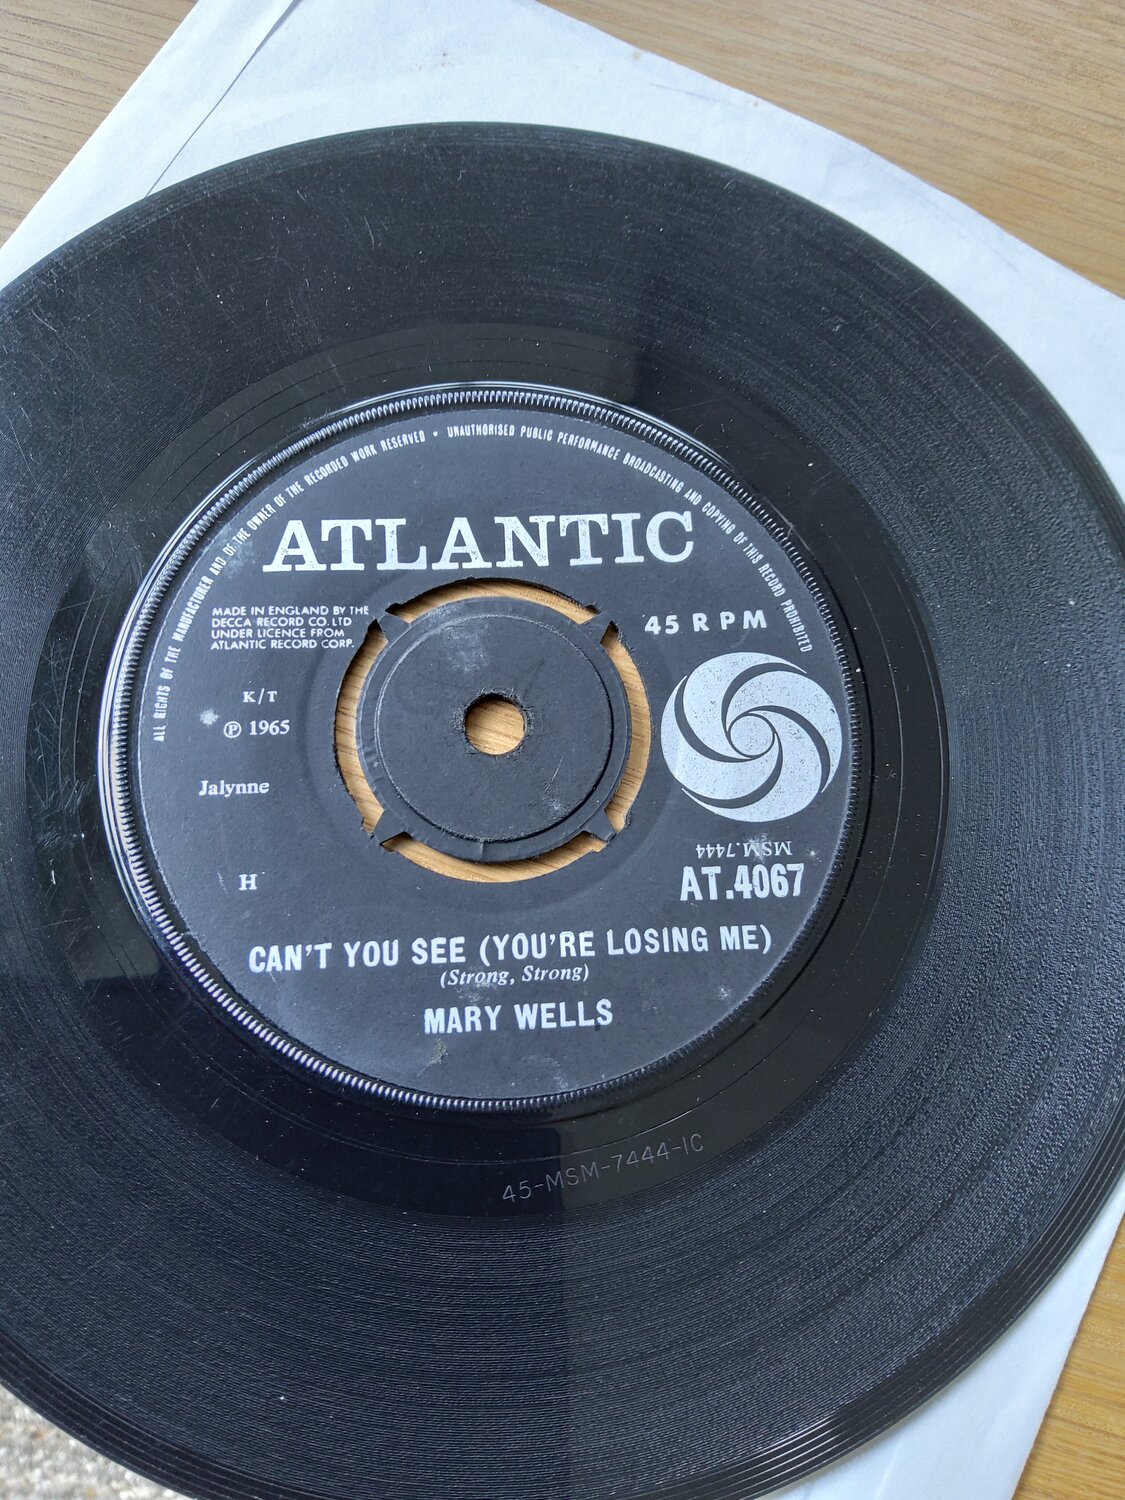 ALL RIGHTS OF THE MANUFACTURER AND OF THE OWNER OF THE RECORDED WORK RESERVED • UNAUTHORISED PUBLIC PERFORMANCE BROADCASTING AND COPYING OF THIS RECORD PROHIBITED
ATLANTIC
MADE IN ENGLAND BY THE
DECCA RECORD CO. LTD
UNDER LICENCE FROM
ATLANTIC RECORD CORP.
45 RPM
K/T
℗ 1965
Jalynne
MSM.7444
H
AT.4067
CAN'T YOU SEE (YOU'RE LOSING ME)
(Strong, Strong)
MARY WELLS
45-MSM-7444-1C